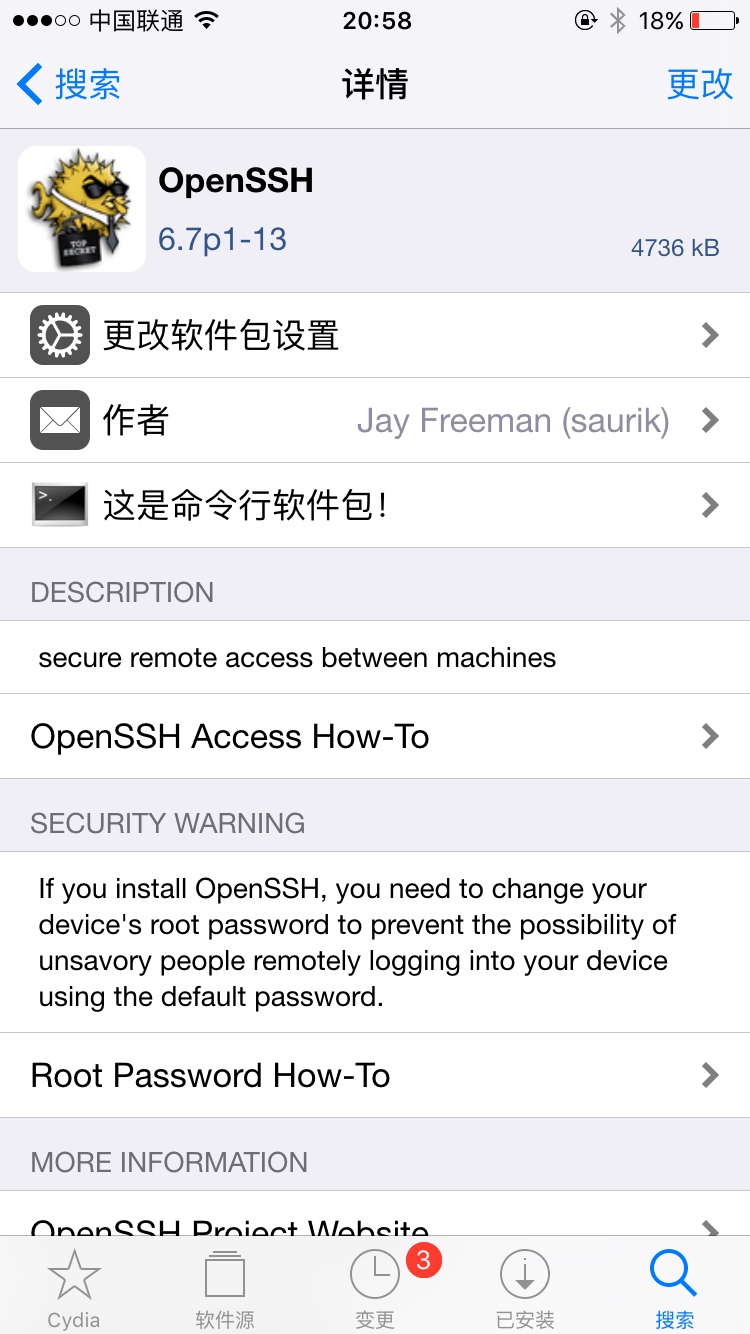 中国联通 20:58 18%
搜索 详情 更改
OpenSSH
TOP SECRET
6.7p1-13 4736 kB
更改软件包设置
作者 Jay Freeman (saurik)
>.
这是命令行软件包!
DESCRIPTION
secure remote access between machines
OpenSSH Access How-To
SECURITY WARNING
If you install OpenSSH, you need to change your
device's root password to prevent the possibility of
unsavory people remotely logging into your device
using the default password.
Root Password How-To
MORE INFORMATION
OpenSSH Project Website
3
Cydia 软件源 变更 已安装 搜索